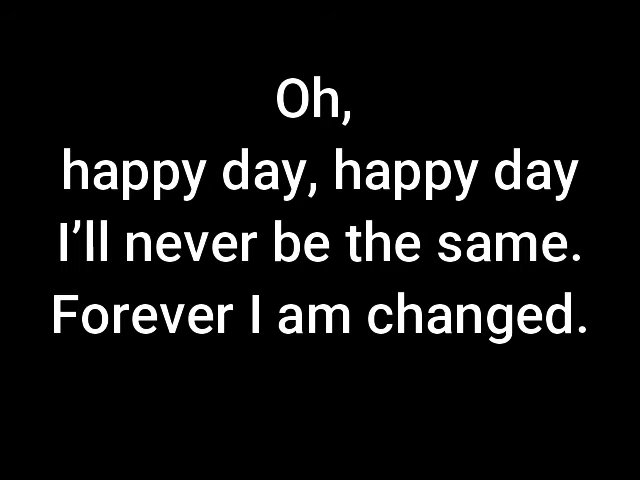 Oh,
happy day, happy day
I’ll never be the same.
Forever I am changed.